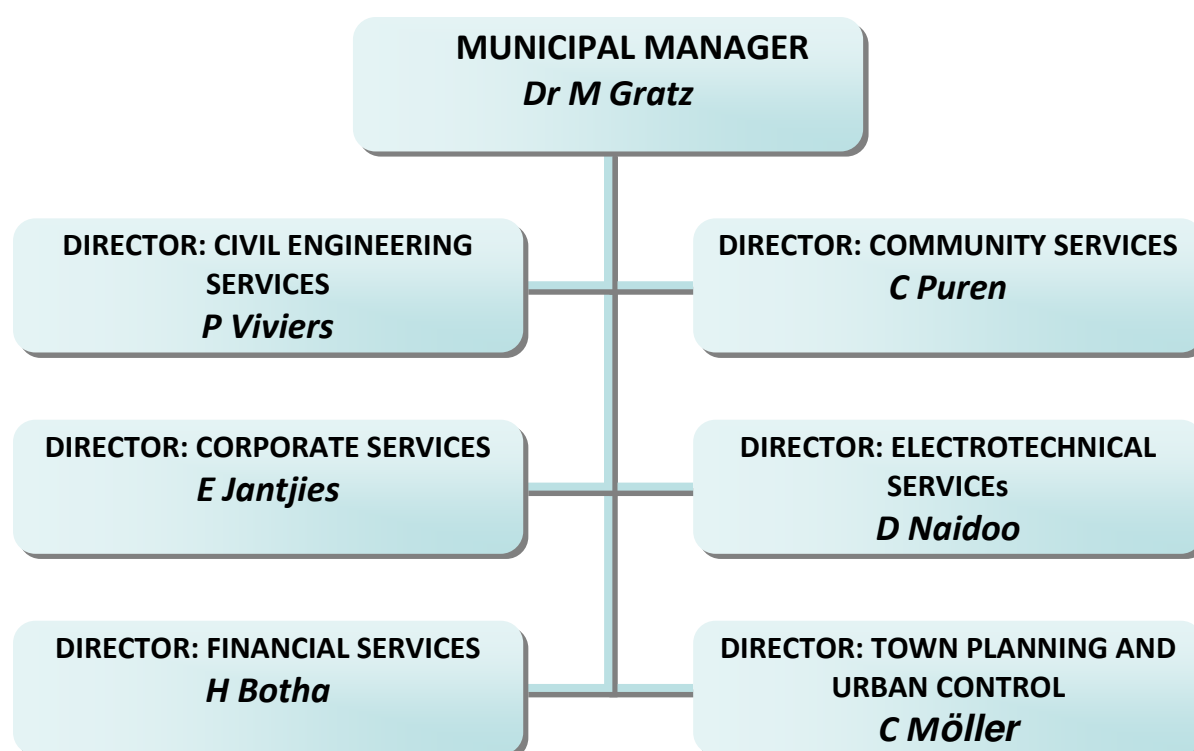 MUNICIPAL MANAGER
Dr M Gratz
DIRECTOR: CIVIL ENGINEERING
SERVICES
P Viviers
DIRECTOR: COMMUNITY SERVICES
C Puren
DIRECTOR: CORPORATE SERVICES
E Jantjies
DIRECTOR: ELECTROTECHNICAL
SERVICEs
D Naidoo
DIRECTOR: FINANCIAL SERVICES
H Botha
DIRECTOR: TOWN PLANNING AND
URBAN CONTROL
C Möller